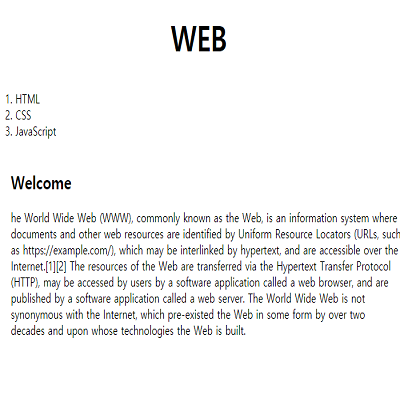 WEB
1. HTML
2. CSS
3. JavaScript
Welcome
he World Wide Web (WWW), commonly known as the Web, is an information system where
documents and other web resources are identified by Uniform Resource Locators (URLs, such
as https://example.com/), which may be interlinked by hypertext, and are accessible over the
Internet.[1][2] The resources of the Web are transferred via the Hypertext Transfer Protocol
(HTTP), may be accessed by users by a software application called a web browser, and are
published by a software application called a web server. The World Wide Web is not
synonymous with the Internet, which pre-existed the Web in some form by over two
decades and upon whose technologies the Web is built.